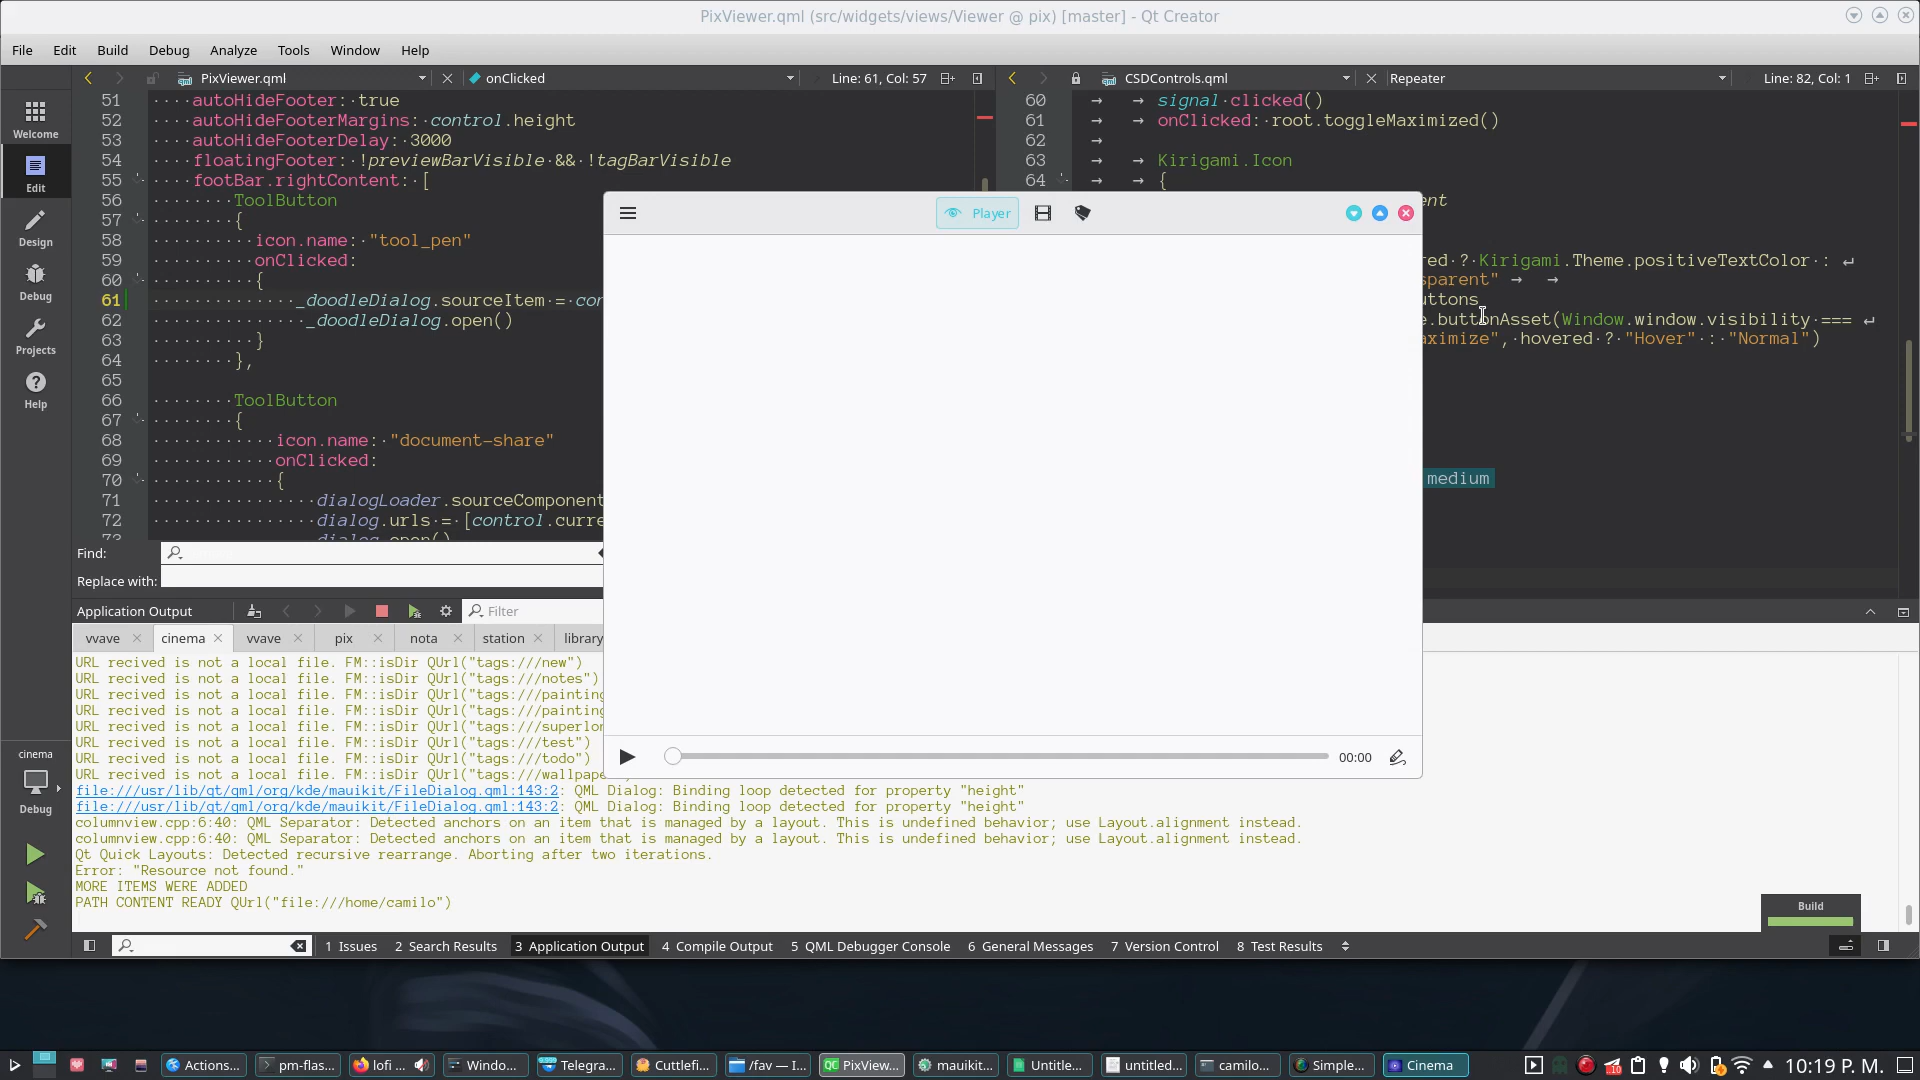 PixViewer.qml (src/widgets/views/Viewer @ pix) [master] - Qt Creator
File Edit Build Debug Analyze Tools Window Help
PixViewer.qml onClicked Line: 61, Col: 57 CSDControls.qml Repeater Line: 82, Col: 1
Welcome
Edit
Design
Debug
Projects
Help
51 autoHideFooter: true
52 autoHideFooterMargins: control.height
53 autoHideFooterDelay: 3000
54 floatingFooter: !previewBarVisible && !tagBarVisible
55 footBar.rightContent: [
56 ToolButton
57 {
58 icon.name: "tool_pen"
59 onClicked:
60 {
61 _doodleDialog.sourceItem = con
62 _doodleDialog.open()
63 }
64 },
65
66 ToolButton
67 {
68 icon.name: "document-share"
69 onClicked:
70 {
71 dialogLoader.sourceComponent
72 dialog.urls = [control.curre
73 dialog.open()
60 signal clicked()
61 onClicked: root.toggleMaximized()
62
63 Kirigami.Icon
64 {
ent
red ? Kirigami.Theme.positiveTextColor :
sparent"
uttons
e.buttonAsset(Window.window.visibility ===
aximize", hovered ? "Hover" : "Normal")
medium
Player
00:00
Find:
Replace with:
Application Output Filter
vvave cinema vvave pix nota station library
URL recived is not a local file. FM::isDir QUrl("tags:///new")
URL recived is not a local file. FM::isDir QUrl("tags:///notes")
URL recived is not a local file. FM::isDir QUrl("tags:///painting
URL recived is not a local file. FM::isDir QUrl("tags:///painting
URL recived is not a local file. FM::isDir QUrl("tags:///superlon
URL recived is not a local file. FM::isDir QUrl("tags:///test")
URL recived is not a local file. FM::isDir QUrl("tags:///todo")
URL recived is not a local file. FM::isDir QUrl("tags:///wallpape
file:///usr/lib/qt/qml/org/kde/mauikit/FileDialog.qml:143:2: QML Dialog: Binding loop detected for property "height"
file:///usr/lib/qt/qml/org/kde/mauikit/FileDialog.qml:143:2: QML Dialog: Binding loop detected for property "height"
columnview.cpp:6:40: QML Separator: Detected anchors on an item that is managed by a layout. This is undefined behavior; use Layout.alignment instead.
columnview.cpp:6:40: QML Separator: Detected anchors on an item that is managed by a layout. This is undefined behavior; use Layout.alignment instead.
Qt Quick Layouts: Detected recursive rearrange. Aborting after two iterations.
Error: "Resource not found."
MORE ITEMS WERE ADDED
PATH CONTENT READY QUrl("file:///home/camilo")
cinema
Debug
Build
1 Issues 2 Search Results 3 Application Output 4 Compile Output 5 QML Debugger Console 6 General Messages 7 Version Control 8 Test Results
Actions... pm-flas... lofi ... Windo... Telegra... Cuttlefi... /fav — I... PixView... mauikit... Untitle... untitled... camilo... Simple... Cinema 10:19 P. M.